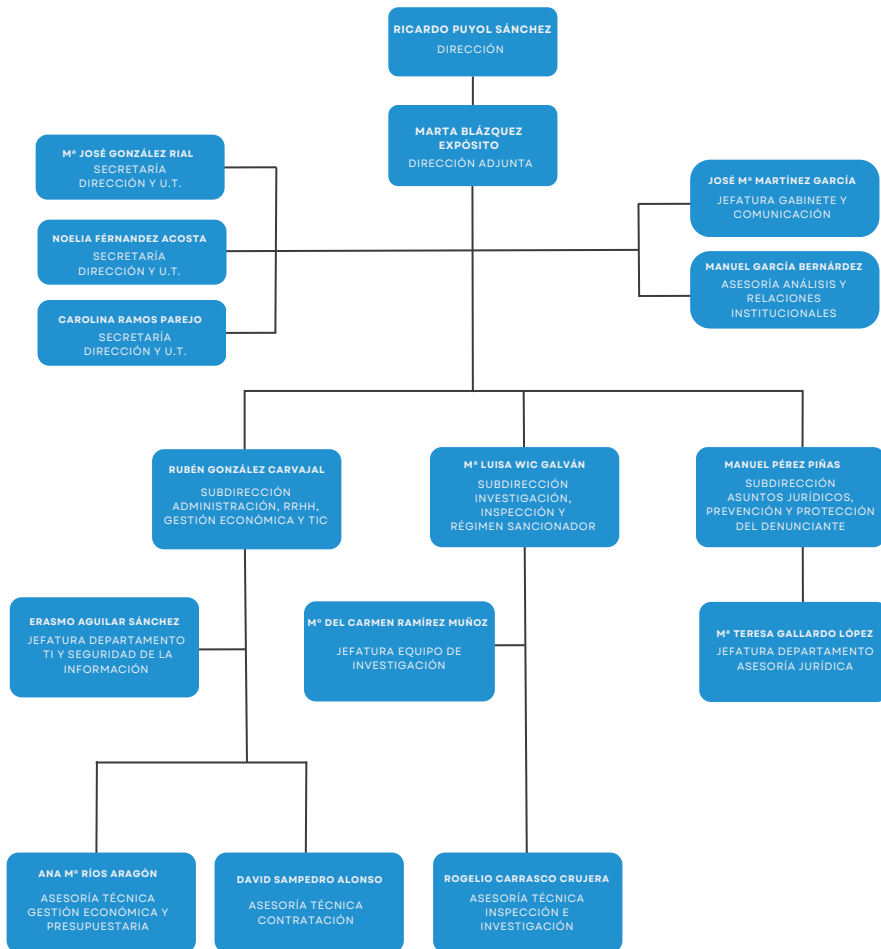 RICARDO PUYOL SÁNCHEZ
DIRECCIÓN
MARTA BLÁZQUEZ
EXPÓSITO
DIRECCIÓN ADJUNTA
Mª JOSÉ GONZÁLEZ RIAL
SECRETARÍA
DIRECCIÓN Y U.T.
NOELIA FÉRNANDEZ ACOSTA
SECRETARÍA
DIRECCIÓN Y U.T.
CAROLINA RAMOS PAREJO
SECRETARÍA
DIRECCIÓN Y U.T.
JOSÉ Mª MARTÍNEZ GARCÍA
JEFATURA GABINETE Y
COMUNICACIÓN
MANUEL GARCÍA BERNÁRDEZ
ASESORÍA ANÁLISIS Y
RELACIONES
INSTITUCIONALES
RUBÉN GONZÁLEZ CARVAJAL
SUBDIRECCIÓN
ADMINISTRACIÓN, RRHH,
GESTIÓN ECONÓMICA Y TIC
Mª LUISA WIC GALVÁN
SUBDIRECCIÓN
INVESTIGACIÓN,
INSPECCIÓN Y
RÉGIMEN SANCIONADOR
MANUEL PÉREZ PIÑAS
SUBDIRECCIÓN
ASUNTOS JURÍDICOS,
PREVENCIÓN Y PROTECCIÓN
DEL DENUNCIANTE
ERASMO AGUILAR SÁNCHEZ
JEFATURA DEPARTAMENTO
TI Y SEGURIDAD DE LA
INFORMACIÓN
Mº DEL CARMEN RAMÍREZ MUÑOZ
JEFATURA EQUIPO DE
INVESTIGACIÓN
Mª TERESA GALLARDO LÓPEZ
JEFATURA DEPARTAMENTO
ASESORÍA JURÍDICA
ANA Mº RÍOS ARAGÓN
ASESORÍA TÉCNICA
GESTIÓN ECONÓMICA Y
PRESUPUESTARIA
DAVID SAMPEDRO ALONSO
ASESORÍA TÉCNICA
CONTRATACIÓN
ROGELIO CARRASCO CRUJERA
ASESORÍA TÉCNICA
INSPECCIÓN E
INVESTIGACIÓN